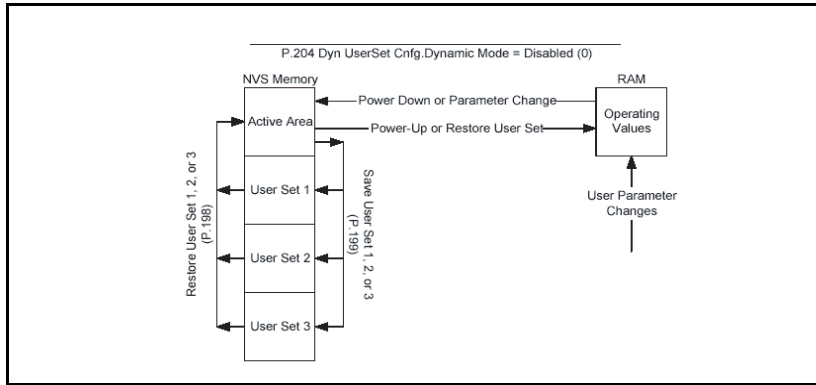 P.204 Dyn UserSet Cnfg.Dynamic Mode = Disabled (0)
NVS Memory
RAM
Active Area
Power Down or Parameter Change
Power-Up or Restore User Set
Operating
Values
User Set 1
User Set 2
User Set 3
Restore User Set 1, 2, or 3
(P.198)
Save User Set 1, 2, or 3
(P.199)
User Parameter
Changes